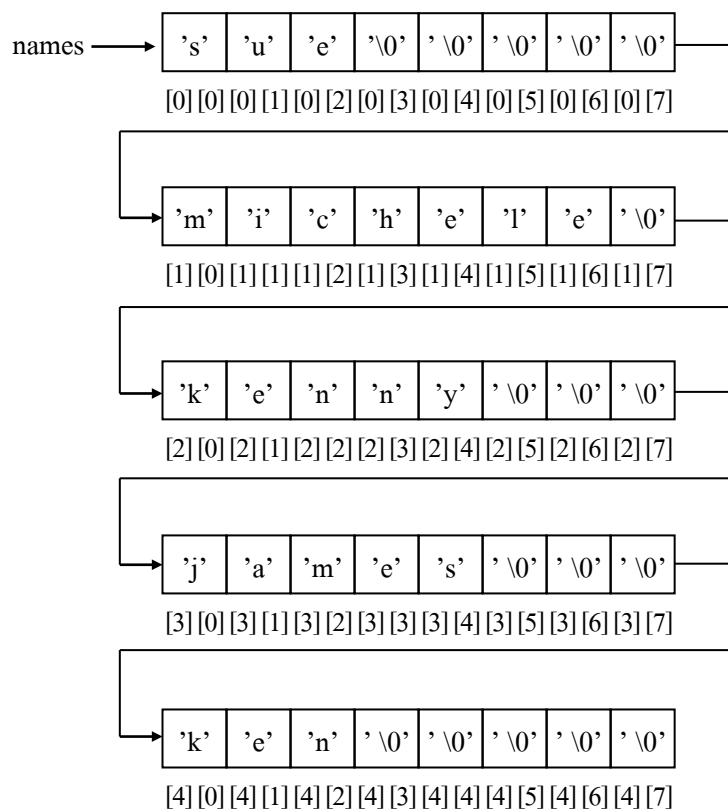 names ’s’ ’u’ ’e’ ’\0’ ’ \0’ ’ \0’ ’ \0’ ’ \0’
[0] [0] [0] [1] [0] [2] [0] [3] [0] [4] [0] [5] [0] [6] [0] [7]
’m’ ’i’ ’c’ ’h’ ’e’ ’l’ ’e’ ’ \0’
[1] [0] [1] [1] [1] [2] [1] [3] [1] [4] [1] [5] [1] [6] [1] [7]
’k’ ’e’ ’n’ ’n’ ’y’ ’ \0’ ’ \0’ ’ \0’
[2] [0] [2] [1] [2] [2] [2] [3] [2] [4] [2] [5] [2] [6] [2] [7]
’j’ ’a’ ’m’ ’e’ ’s’ ’ \0’ ’ \0’ ’ \0’
[3] [0] [3] [1] [3] [2] [3] [3] [3] [4] [3] [5] [3] [6] [3] [7]
’k’ ’e’ ’n’ ’ \0’ ’ \0’ ’ \0’ ’ \0’ ’ \0’
[4] [0] [4] [1] [4] [2] [4] [3] [4] [4] [4] [5] [4] [6] [4] [7]